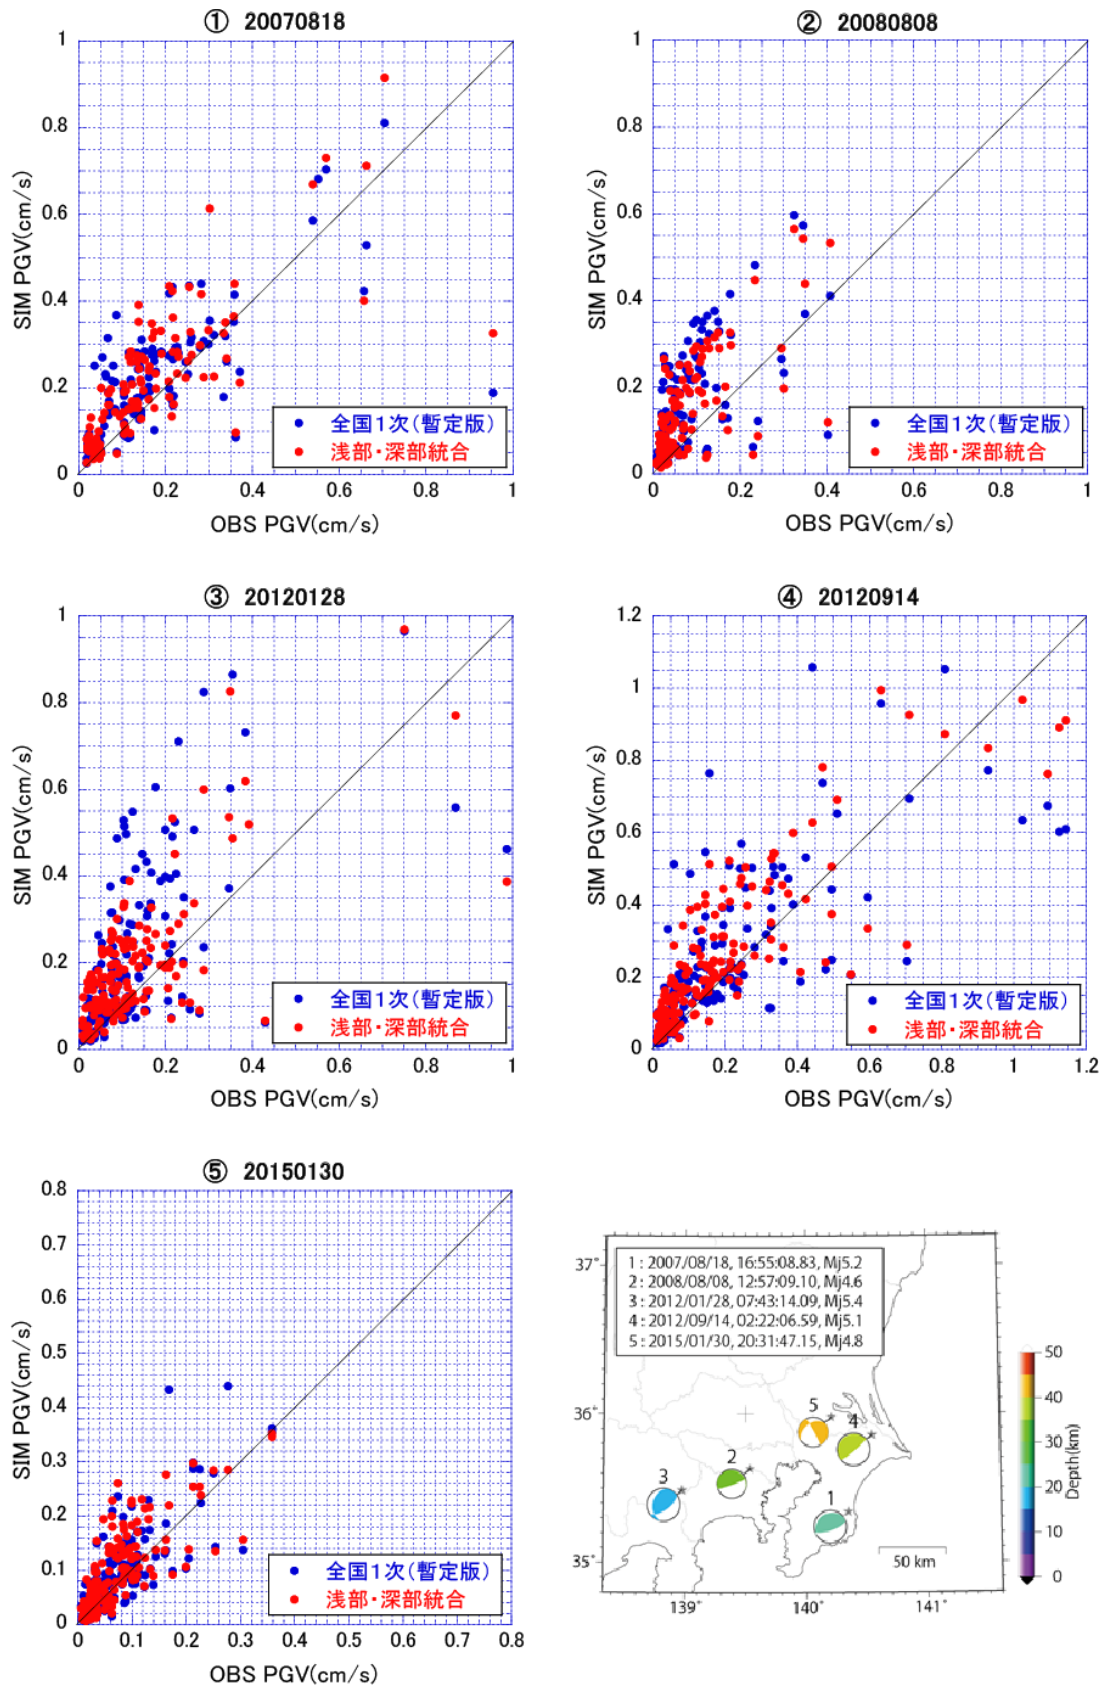 ① 20070818
1
0.8
0.6
0.4
0.2
0
SIM PGV(cm/s)
全国1次(暫定版)
浅部・深部統合
0 0.2 0.4 0.6 0.8 1
OBS PGV(cm/s)
② 20080808
1
0.8
0.6
0.4
0.2
0
SIM PGV(cm/s)
全国1次(暫定版)
浅部・深部統合
0 0.2 0.4 0.6 0.8 1
OBS PGV(cm/s)
③ 20120128
1
0.8
0.6
0.4
0.2
0
SIM PGV(cm/s)
全国1次(暫定版)
浅部・深部統合
0 0.2 0.4 0.6 0.8 1
OBS PGV(cm/s)
④ 20120914
1.2
1
0.8
0.6
0.4
0.2
0
SIM PGV(cm/s)
全国1次(暫定版)
浅部・深部統合
0 0.2 0.4 0.6 0.8 1 1.2
OBS PGV(cm/s)
⑤ 20150130
0.8
0.7
0.6
0.5
0.4
0.3
0.2
0.1
0
SIM PGV(cm/s)
全国1次(暫定版)
浅部・深部統合
0 0.1 0.2 0.3 0.4 0.5 0.6 0.7 0.8
OBS PGV(cm/s)
1 : 2007/08/18, 16:55:08.83, Mj5.2
2 : 2008/08/08, 12:57:09.10, Mj4.6
3 : 2012/01/28, 07:43:14.09, Mj5.4
4 : 2012/09/14, 02:22:06.59, Mj5.1
5 : 2015/01/30, 20:31:47.15, Mj4.8
37°
36°
35°
5
4
2
3
1
50 km
139° 140° 141°
50
40
30
20
10
0
Depth(km)